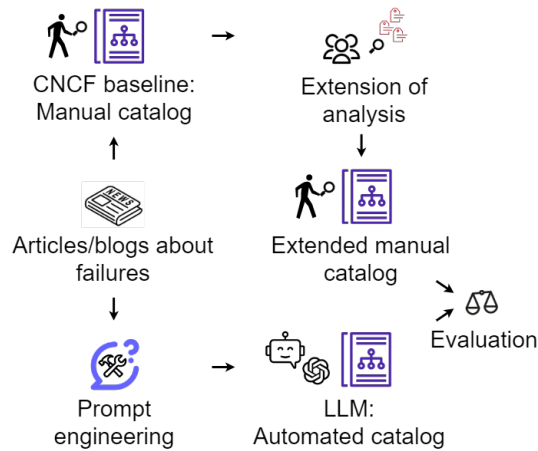 CNCF baseline:
Manual catalog
Extension of
analysis
NEWS
Articles/blogs about
failures
Extended manual
catalog
Evaluation
Prompt
engineering
LLM:
Automated catalog